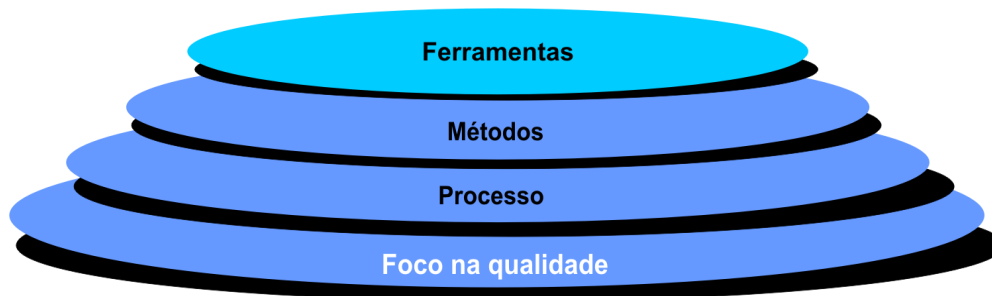 Ferramentas
Métodos
Processo
Foco na qualidade